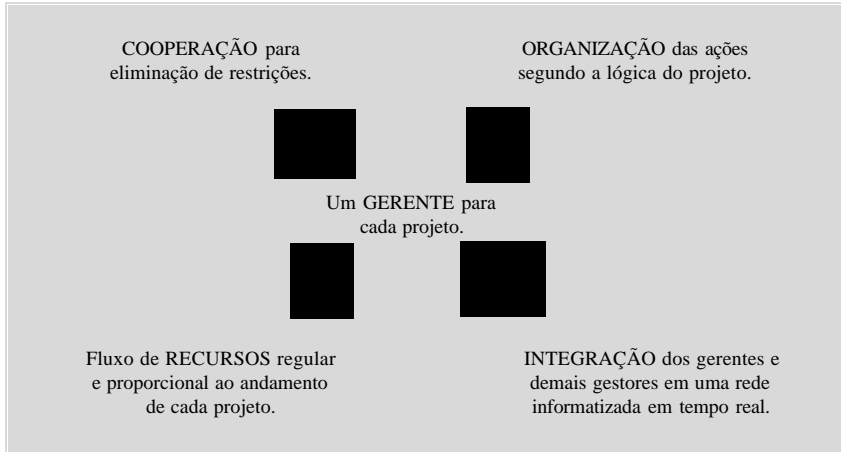 COOPERAÇÃO para
eliminação de restrições.
ORGANIZAÇÃO das ações
segundo a lógica do projeto.
Um GERENTE para
cada projeto.
Fluxo de RECURSOS regular
e proporcional ao andamento
de cada projeto.
INTEGRAÇÃO dos gerentes e
demais gestores em uma rede
informatizada em tempo real.